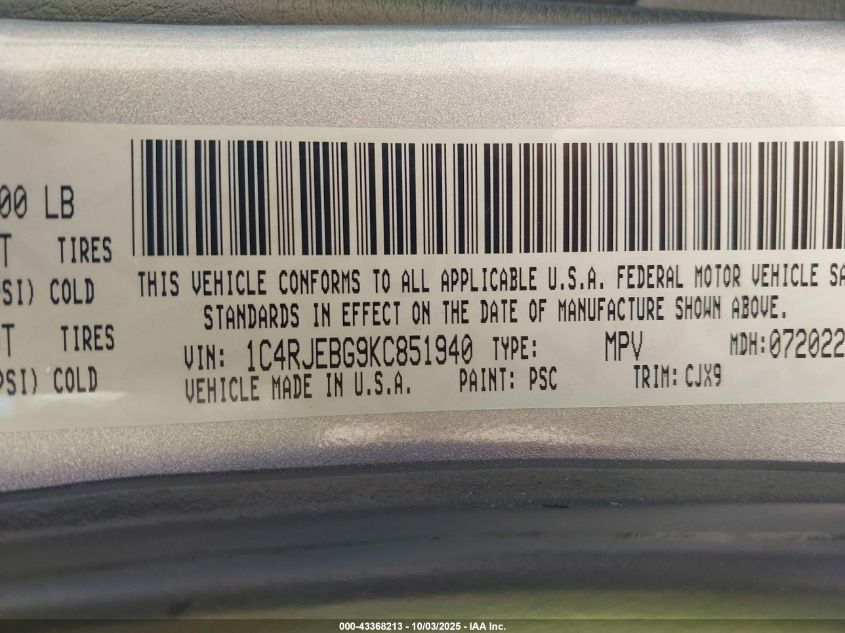 00 LB
T TIRES
PSI) COLD
THIS VEHICLE CONFORMS TO ALL APPLICABLE U.S.A. FEDERAL MOTOR VEHICLE SA
STANDARDS IN EFFECT ON THE DATE OF MANUFACTURE SHOWN ABOVE.
T TIRES
PSI) COLD
VIN: 1C4RJEBG9KC851940 TYPE: MPV MDH:072022
VEHICLE MADE IN U.S.A. PAINT: PSC TRIM: CJX9
000-43368213 - 10/03/2025 - IAA Inc.